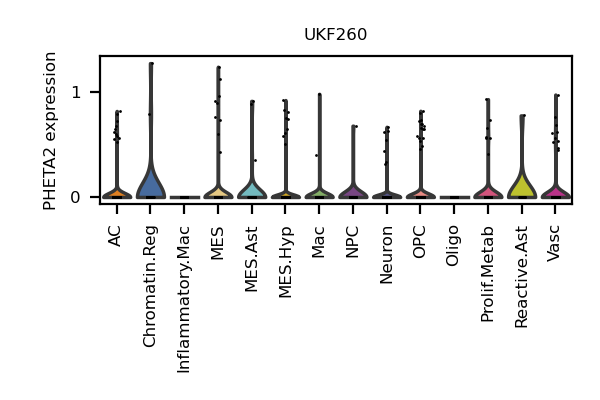 UKF260
PHETA2 expression
1
0
AC
Chromatin.Reg
Inflammatory.Mac
MES
MES.Ast
MES.Hyp
Mac
NPC
Neuron
OPC
Oligo
Prolif.Metab
Reactive.Ast
Vasc